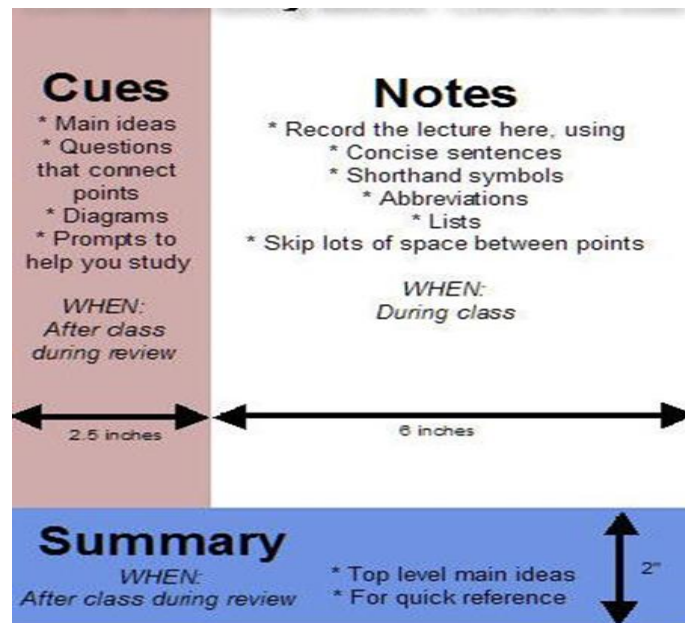 Cues
* Main ideas
* Questions
that connect
points
* Diagrams
* Prompts to
help you study
WHEN:
After class
during review
2.5 inches
Notes
* Record the lecture here, using
* Concise sentences
* Shorthand symbols
* Abbreviations
* Lists
* Skip lots of space between points
WHEN:
During class
6 inches
Summary
WHEN:
After class during review
* Top level main ideas
* For quick reference
2"